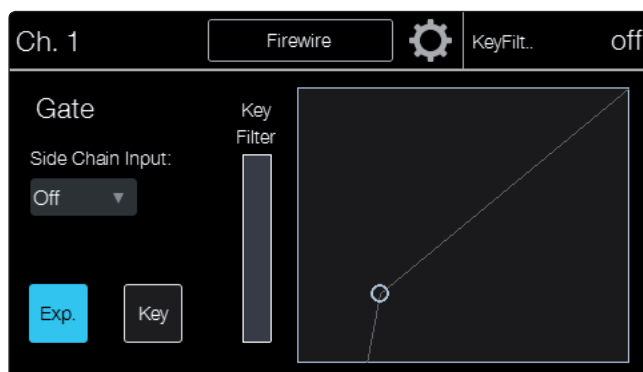 Ch. 1
Firewire
KeyFilt..
off
Gate
Key
Filter
Side Chain Input:
Off
Exp.
Key